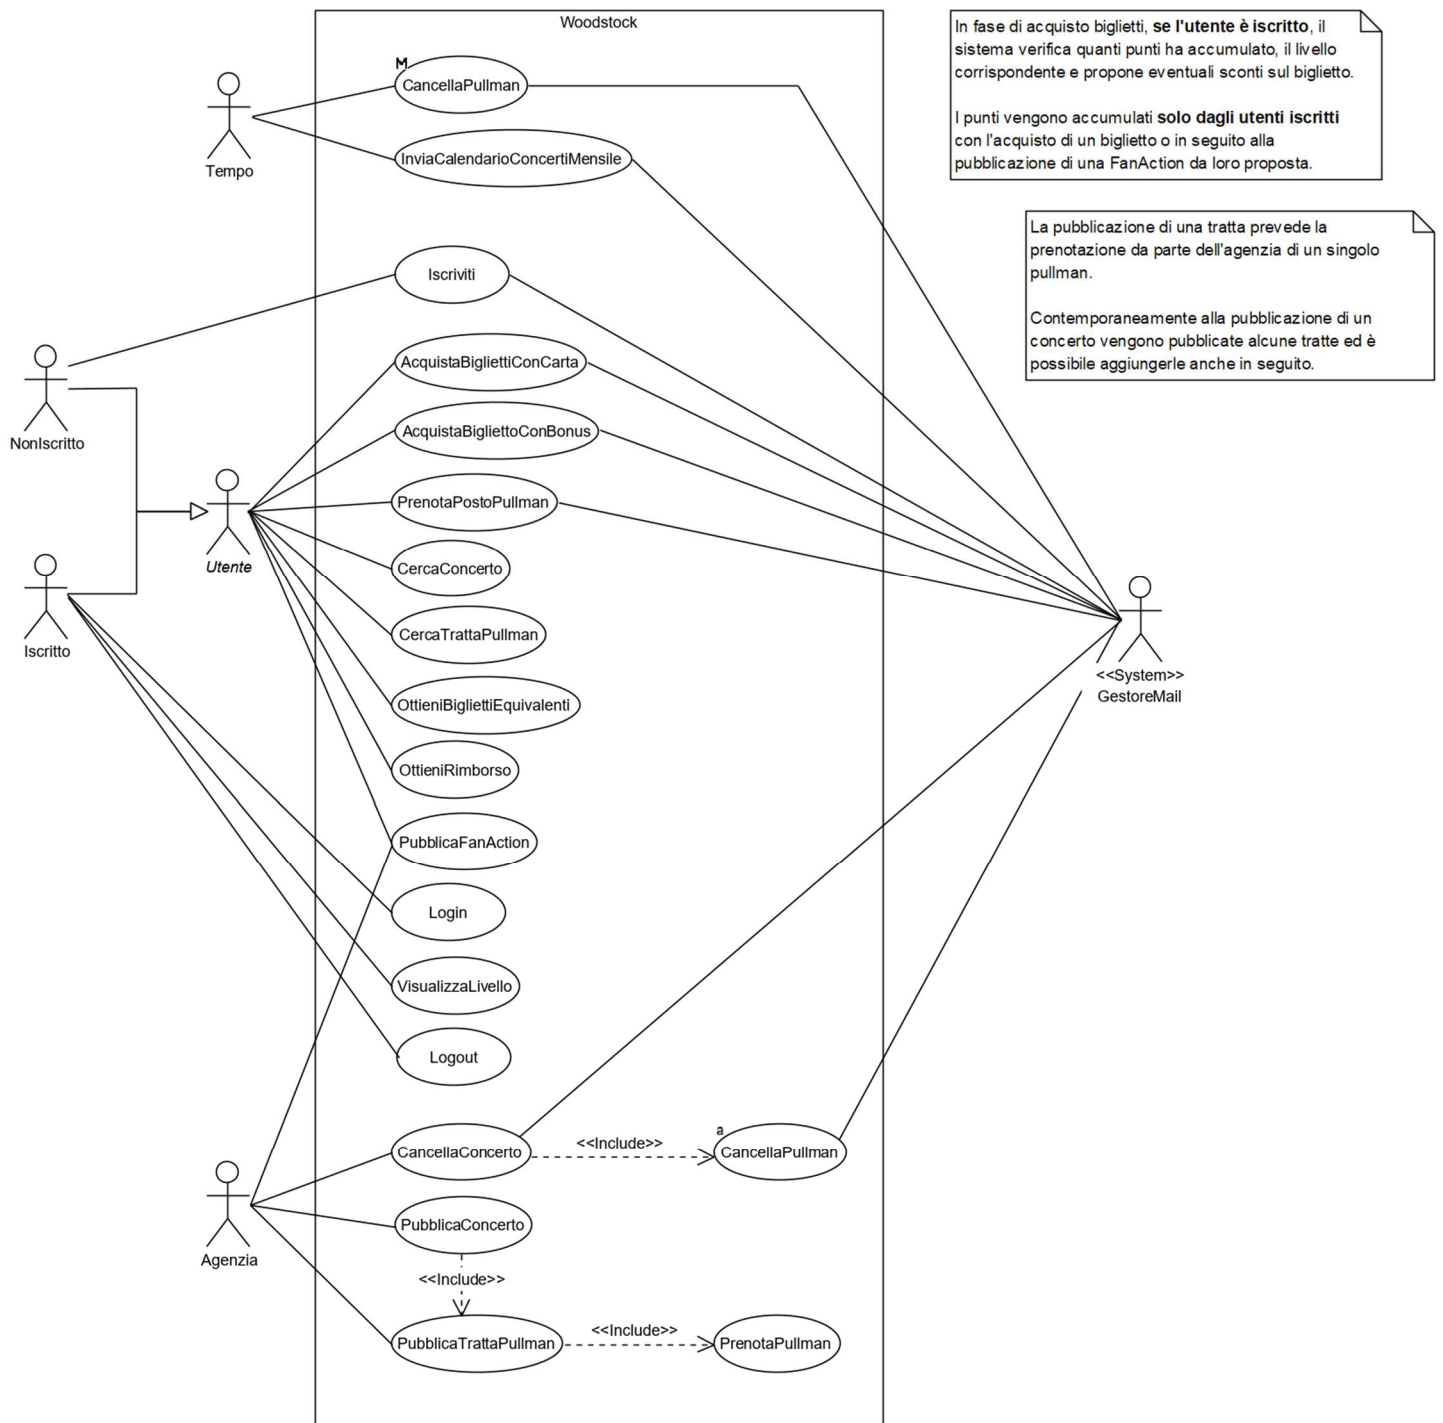 Woodstock
In fase di acquisto biglietti, se l'utente è iscritto, il
sistema verifica quanti punti ha accumulato, il livello
corrispondente e propone eventuali sconti sul biglietto.
I punti vengono accumulati solo dagli utenti iscritti
con l'acquisto di un biglietto o in seguito alla
pubblicazione di una FanAction da loro proposta.
M
CancellaPullman
Tempo
InviaCalendarioConcertiMensile
La pubblicazione di una tratta prevede la
prenotazione da parte dell'agenzia di un singolo
pullman.
Contemporaneamente alla pubblicazione di un
concerto vengono pubblicate alcune tratte ed è
possibile aggiungerle anche in seguito.
Iscriviti
AcquistaBigliettiConCarta
NonIscritto
AcquistaBigliettoConBonus
PrenotaPostoPullman
Utente
CercaConcerto
CercaTrattaPullman
Iscritto
<<System>>
GestoreMail
OttieniBigliettiEquivalenti
OttieniRimborso
PubblicaFanAction
Login
VisualizzaLivello
Logout
CancellaConcerto
<<Include>>
a
CancellaPullman
PubblicaConcerto
Agenzia
<<Include>>
PubblicaTrattaPullman
<<Include>>
PrenotaPullman